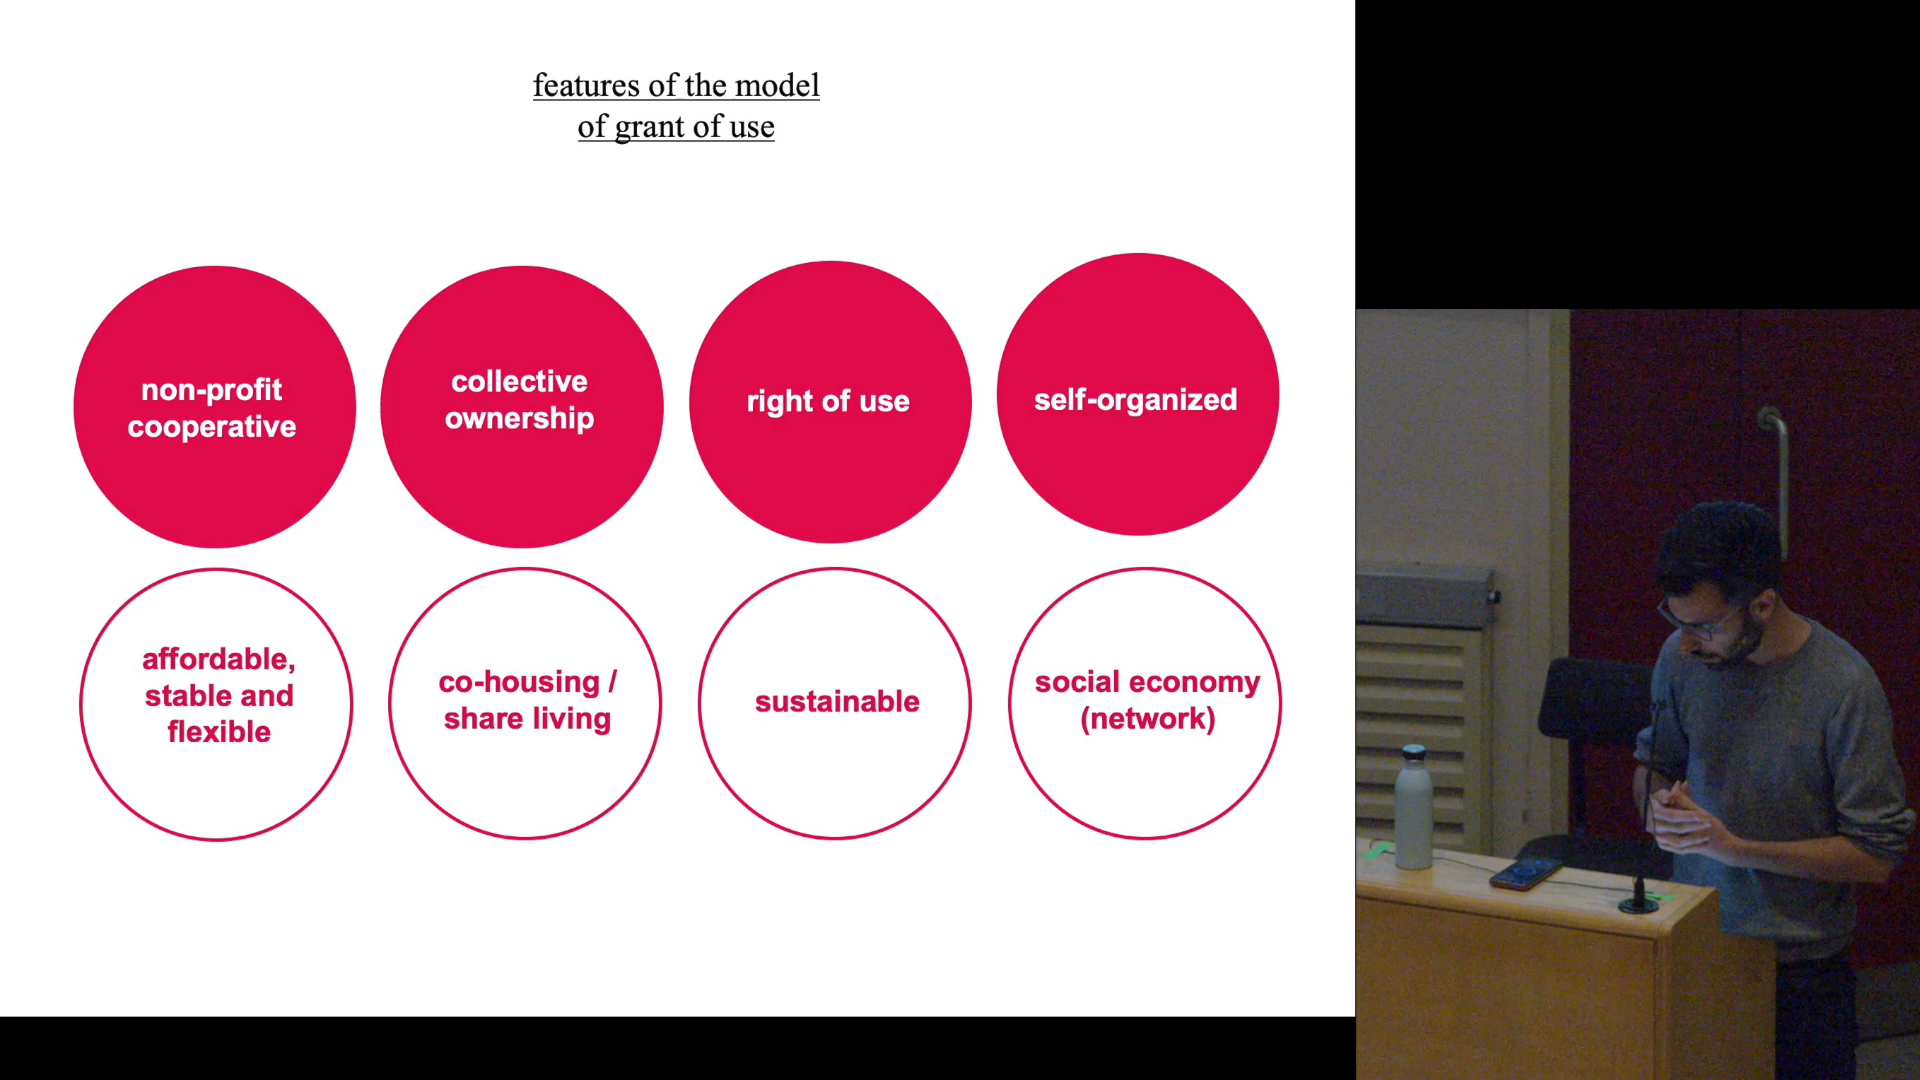 features of the model
of grant of use
non-profit
cooperative
collective
ownership
right of use
self-organized
affordable,
stable and
flexible
co-housing /
share living
sustainable
social economy
(network)